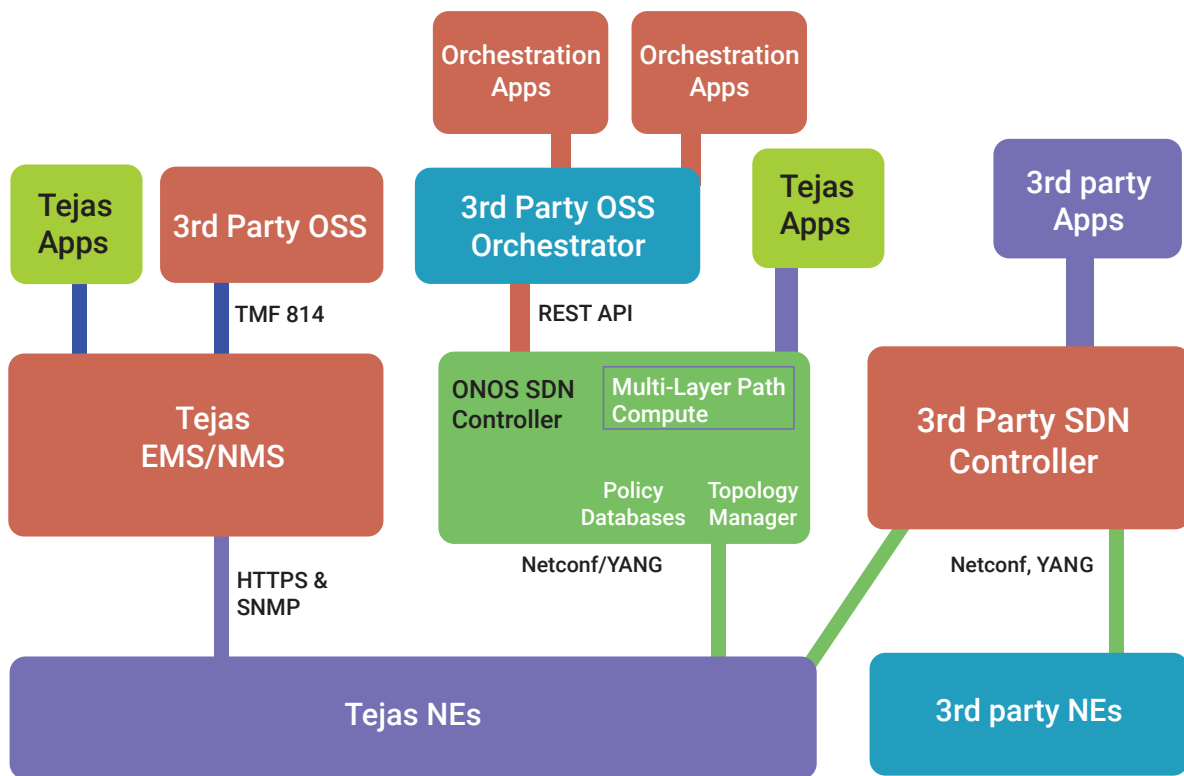 Orchestration
Apps
Orchestration
Apps
Tejas
Apps
3rd Party OSS
3rd Party OSS
Orchestrator
Tejas
Apps
3rd party
Apps
TMF 814
REST API
Tejas
EMS/NMS
ONOS SDN
Controller
Multi-Layer Path
Compute
Policy
Databases
Topology
Manager
3rd Party SDN
Controller
HTTPS &
SNMP
Netconf/YANG
Netconf, YANG
Tejas NEs
3rd party NEs